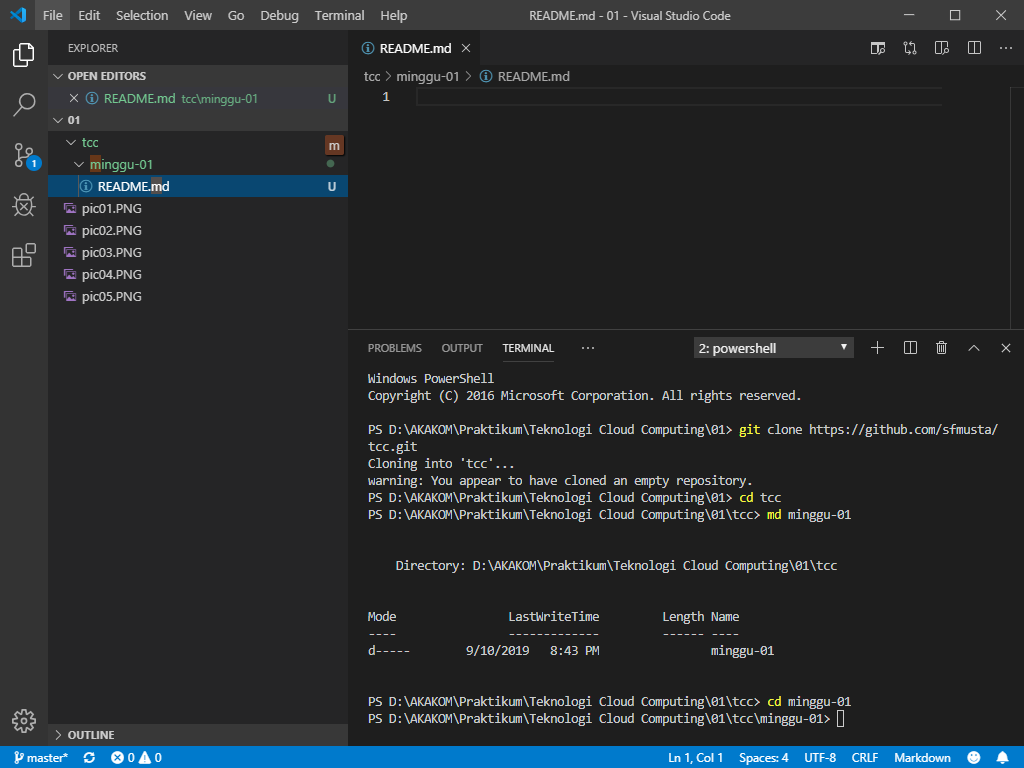 File Edit Selection View Go Debug Terminal Help README.md - 01 - Visual Studio Code
EXPLORER
OPEN EDITORS
README.md tcc\minggu-01 U
01
tcc m
minggu-01
README.md U
pic01.PNG
pic02.PNG
pic03.PNG
pic04.PNG
pic05.PNG
OUTLINE
1
README.md
tcc > minggu-01 > README.md
1
PROBLEMS OUTPUT TERMINAL ... 2: powershell
Windows PowerShell
Copyright (C) 2016 Microsoft Corporation. All rights reserved.
PS D:\AKAKOM\Praktikum\Teknologi Cloud Computing\01> git clone https://github.com/sfmusta/
tcc.git
Cloning into 'tcc'...
warning: You appear to have cloned an empty repository.
PS D:\AKAKOM\Praktikum\Teknologi Cloud Computing\01> cd tcc
PS D:\AKAKOM\Praktikum\Teknologi Cloud Computing\01\tcc> md minggu-01
Directory: D:\AKAKOM\Praktikum\Teknologi Cloud Computing\01\tcc
Mode LastWriteTime Length Name
---- ------------- ------ ----
d----- 9/10/2019 8:43 PM minggu-01
PS D:\AKAKOM\Praktikum\Teknologi Cloud Computing\01\tcc> cd minggu-01
PS D:\AKAKOM\Praktikum\Teknologi Cloud Computing\01\tcc\minggu-01>
master* 0 0 Ln 1, Col 1 Spaces: 4 UTF-8 CRLF Markdown